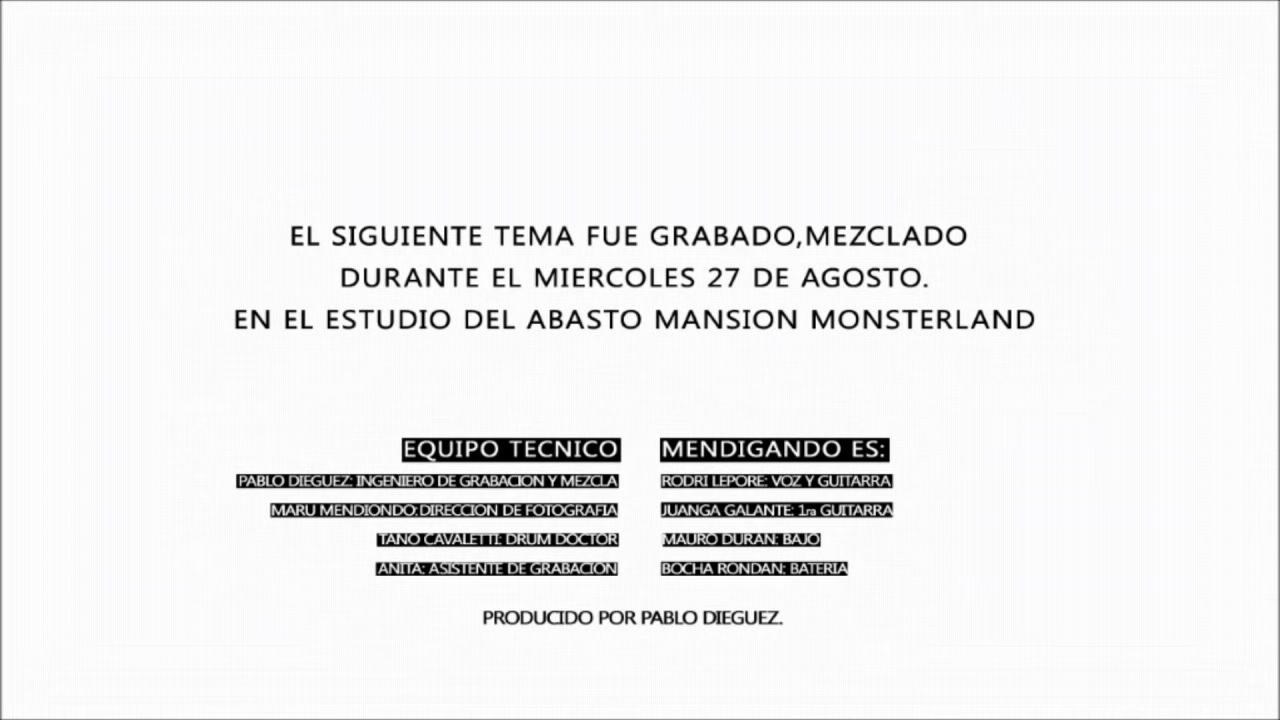 EL SIGUIENTE TEMA FUE GRABADO,MEZCLADO
DURANTE EL MIERCOLES 27 DE AGOSTO.
EN EL ESTUDIO DEL ABASTO MANSION MONSTERLAND
EQUIPO TECNICO
PABLO DIEGUEZ: INGENIERO DE GRABACION Y MEZCLA
MARU MENDIONDO:DIRECCION DE FOTOGRAFIA
TANO CAVALETTI: DRUM DOCTOR
ANITA: ASISTENTE DE GRABACION
MENDIGANDO ES:
RODRI LEPORE: VOZ Y GUITARRA
JUANGA GALANTE: 1ra GUITARRA
MAURO DURAN: BAJO
BOCHA RONDAN: BATERIA
PRODUCIDO POR PABLO DIEGUEZ.